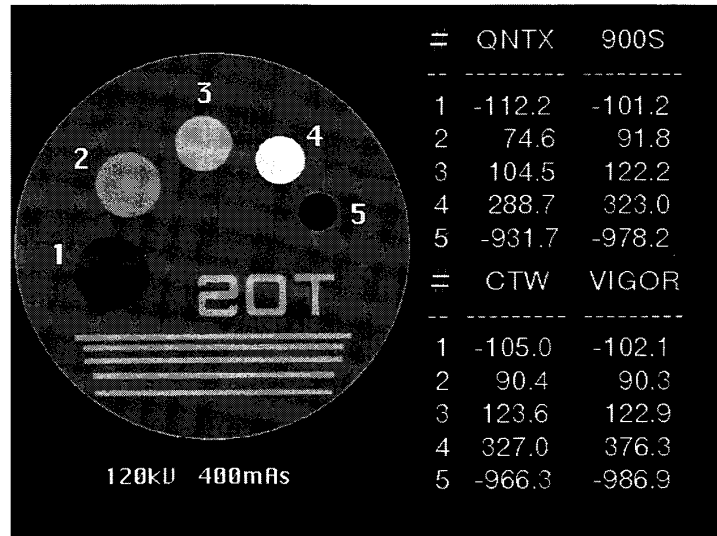 3
4
2
5
1
TOS
120kV 400mAs
= QNTX 900S
-- -------- --------
1 -112.2 -101.2
2 74.6 91.8
3 104.5 122.2
4 288.7 323.0
5 -931.7 -978.2
= CTW VIGOR
-- -------- --------
1 -105.0 -102.1
2 90.4 90.3
3 123.6 122.9
4 327.0 376.3
5 -966.3 -986.9